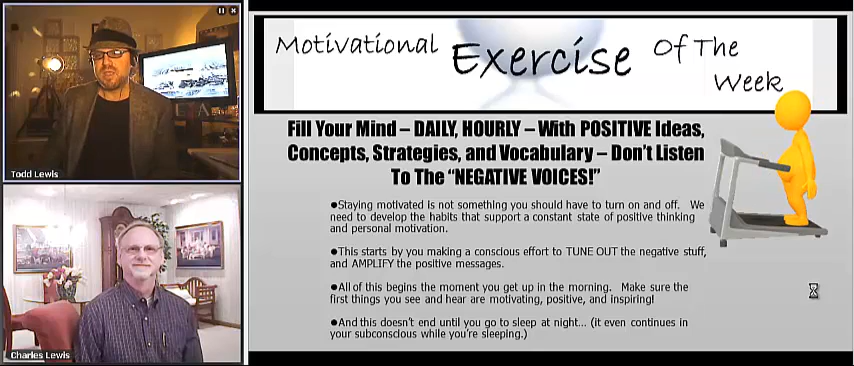 Todd Lewis
Charles Lewis
Motivational Exercise Of The
Week
Fill Your Mind – DAILY, HOURLY – With POSITIVE Ideas,
Concepts, Strategies, and Vocabulary – Don't Listen
To The "NEGATIVE VOICES!"
●Staying motivated is not something you should have to turn on and off. We
need to develop the habits that support a constant state of positive thinking
and personal motivation.
●This starts by you making a conscious effort to TUNE OUT the negative stuff,
and AMPLIFY the positive messages.
●All of this begins the moment you get up in the morning. Make sure the
first things you see and hear are motivating, positive, and inspiring!
●And this doesn't end until you go to sleep at night... (it even continues in
your subconscious while you're sleeping.)